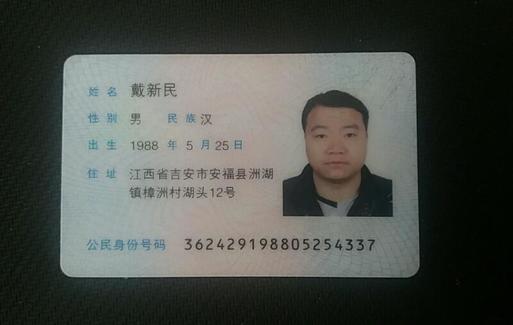 姓名 戴新民
性别 男 民族 汉
出生 1988 年 5 月 25 日
住址 江西省吉安市安福县洲湖
镇樟洲村湖头12号
公民身份号码 362429198805254337